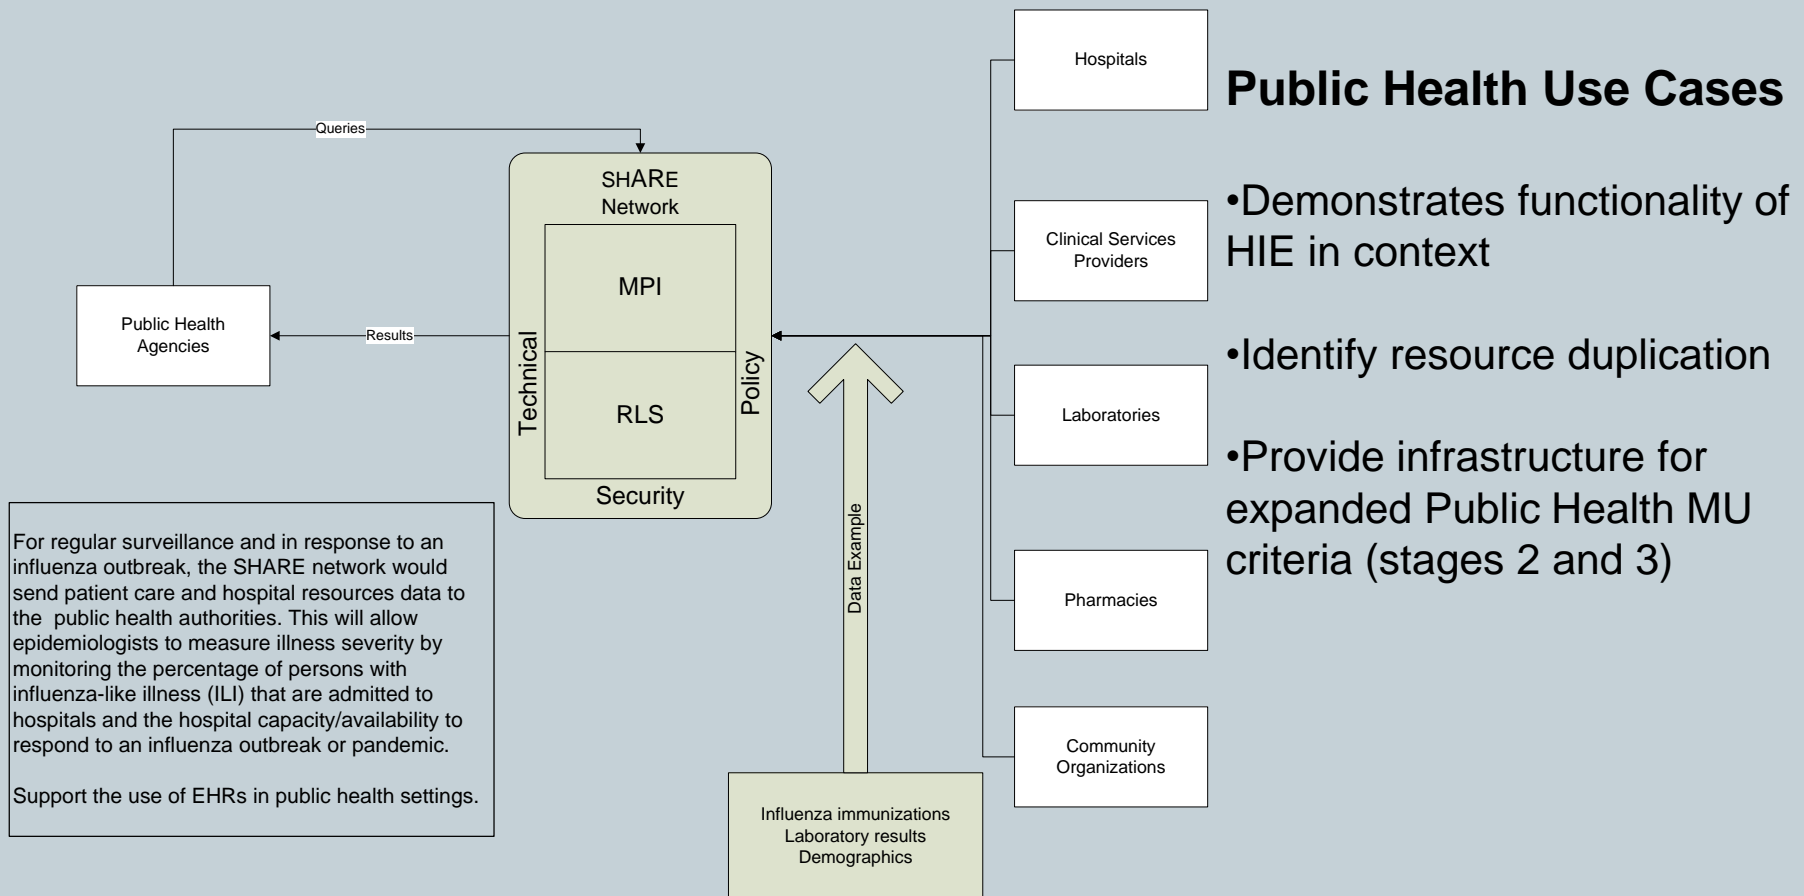 Public Health Use Cases
•Demonstrates functionality of
HIE in context
•Identify resource duplication
•Provide infrastructure for
expanded Public Health MU
criteria (stages 2 and 3)
Queries
Public Health
Agencies
Results
SHARE
Network
MPI
RLS
Technical
Policy
Security
Hospitals
Clinical Services
Providers
Laboratories
Pharmacies
Community
Organizations
Data Example
Influenza immunizations
Laboratory results
Demographics
For regular surveillance and in response to an
influenza outbreak, the SHARE network would
send patient care and hospital resources data to
the  public health authorities. This will allow
epidemiologists to measure illness severity by
monitoring the percentage of persons with
influenza-like illness (ILI) that are admitted to
hospitals and the hospital capacity/availability to
respond to an influenza outbreak or pandemic.
Support the use of EHRs in public health settings.